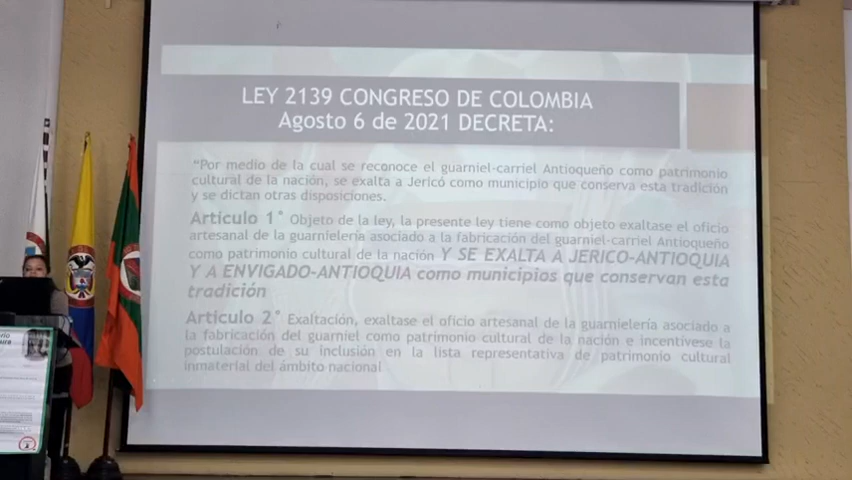 LEY 2139 CONGRESO DE COLOMBIA
Agosto 6 de 2021 DECRETA:
“Por medio de la cual se reconoce el guarniel-carriel Antioqueño como patrimonio
cultural de la nación, se exalta a Jericó como municipio que conserva esta tradición
y se dictan otras disposiciones.
Artículo 1° Objeto de la ley, la presente ley tiene como objeto exaltase el oficio
artesanal de la guarnielería asociado a la fabricación del guarniel-carriel Antioqueño
como patrimonio cultural de la nación Y SE EXALTA A JERICO-ANTIOQUIA
Y A ENVIGADO-ANTIOQUIA como municipios que conservan esta
tradición
Artículo 2° Exaltación, exaltase el oficio artesanal de la guarnielería asociado a
la fabricación del guarniel como patrimonio cultural de la nación e incentívese la
postulación de su inclusión en la lista representativa de patrimonio cultural
inmaterial del ámbito nacional